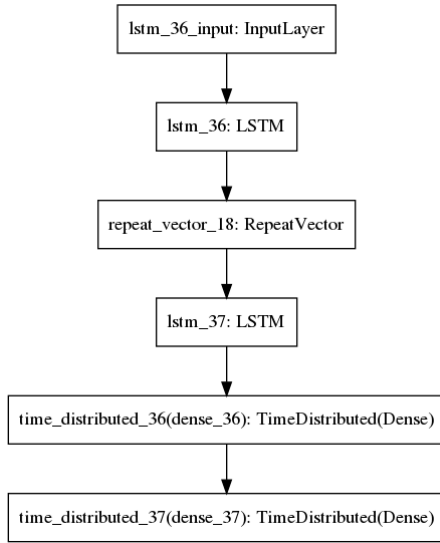 lstm_36_input: InputLayer
lstm_36: LSTM
repeat_vector_18: RepeatVector
lstm_37: LSTM
time_distributed_36(dense_36): TimeDistributed(Dense)
time_distributed_37(dense_37): TimeDistributed(Dense)